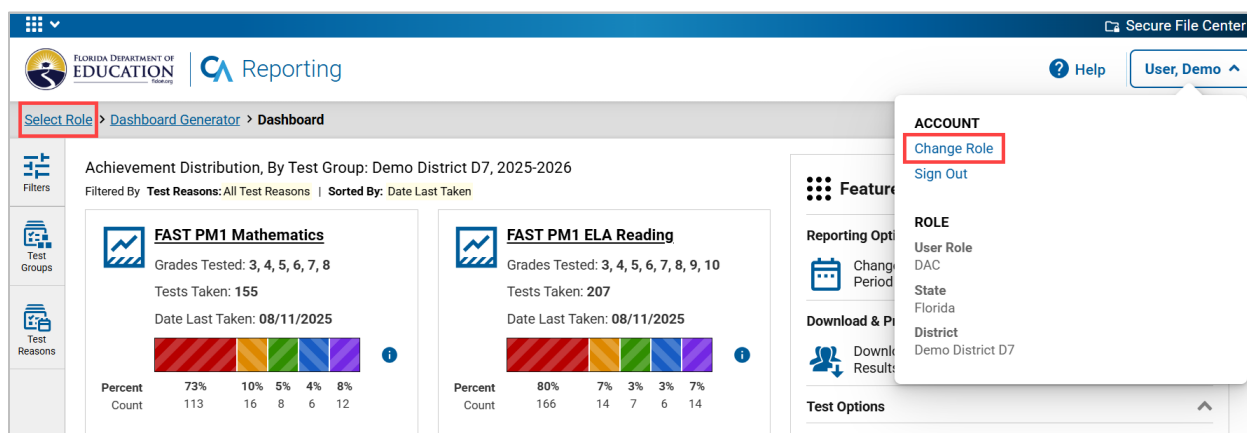 Secure File Center
FLORIDA DEPARTMENT OF
EDUCATION
fldoe.org
CA Reporting
Help
User, Demo
Select Role > Dashboard Generator > Dashboard
Filters
Test
Groups
Test
Reasons
Achievement Distribution, By Test Group: Demo District D7, 2025-2026
Filtered By Test Reasons: All Test Reasons | Sorted By: Date Last Taken
FAST PM1 Mathematics
Grades Tested: 3, 4, 5, 6, 7, 8
Tests Taken: 155
Date Last Taken: 08/11/2025
Percent 73% 10% 5% 4% 8%
Count 113 16 8 6 12
FAST PM1 ELA Reading
Grades Tested: 3, 4, 5, 6, 7, 8, 9, 10
Tests Taken: 207
Date Last Taken: 08/11/2025
Percent 80% 7% 3% 3% 7%
Count 166 14 7 6 14
Feature
Reporting Opti
Chang
Period
Download & P
Downlo
Results
Test Options
ACCOUNT
Change Role
Sign Out
ROLE
User Role
DAC
State
Florida
District
Demo District D7